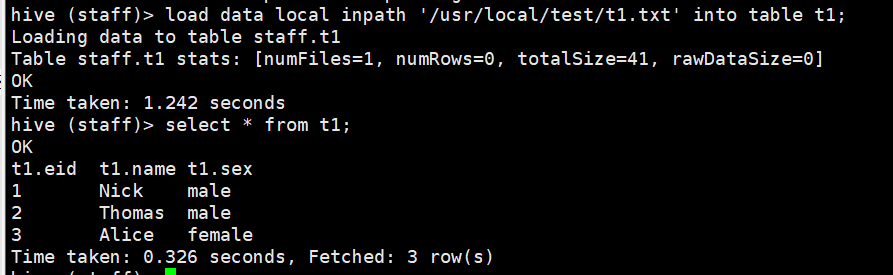 hive (staff)> load data local inpath '/usr/local/test/t1.txt' into table t1;
Loading data to table staff.t1
Table staff.t1 stats: [numFiles=1, numRows=0, totalSize=41, rawDataSize=0]
OK
Time taken: 1.242 seconds
hive (staff)> select * from t1;
OK
t1.eid	t1.name	t1.sex
1	Nick	male
2	Thomas	male
3	Alice	female
Time taken: 0.326 seconds, Fetched: 3 row(s)
hive (staff)>